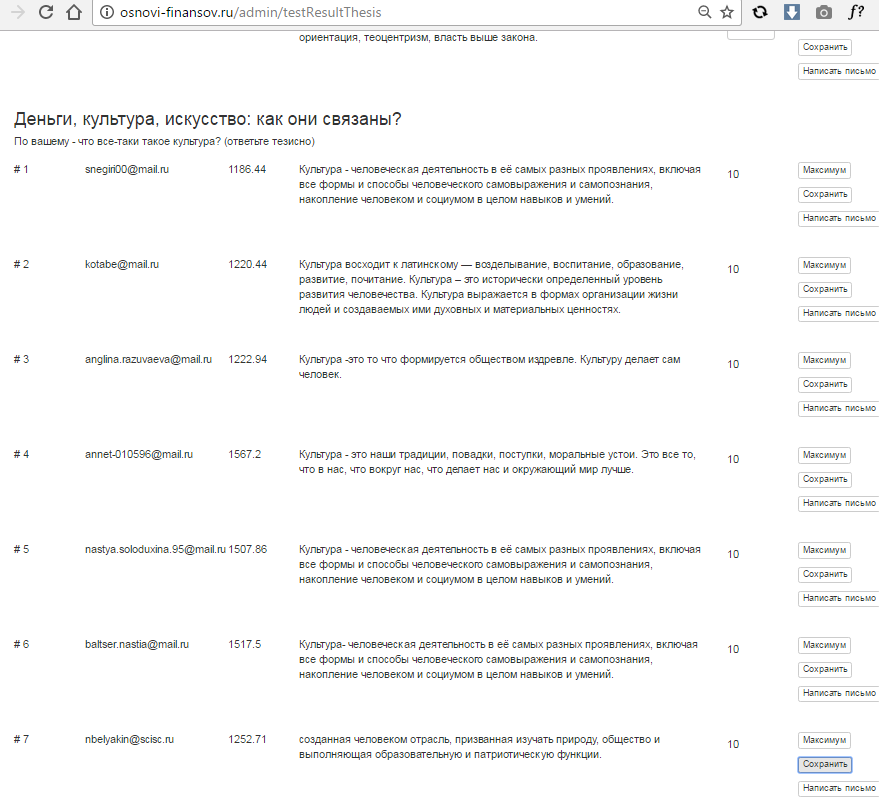 osnovi-finansov.ru/admin/testResultThesis
f?
ориентация, теоцентризм, власть выше закона.
Сохранить
Написать письмо
Деньги, культура, искусство: как они связаны?
По вашему - что все-таки такое культура? (ответьте тезисно)
# 1 snegiri00@mail.ru 1186.44 Культура - человеческая деятельность в её самых разных проявлениях, включая 10 Максимум
все формы и способы человеческого самовыражения и самопознания,
накопление человеком и социумом в целом навыков и умений.
Сохранить
Написать письмо
# 2 kotabe@mail.ru 1220.44 Культура восходит к латинскому — возделывание, воспитание, образование, 10 Максимум
развитие, почитание. Культура – это исторически определенный уровень
развития человечества. Культура выражается в формах организации жизни
людей и создаваемых ими духовных и материальных ценностях.
Сохранить
Написать письмо
# 3 anglina.razuvaeva@mail.ru 1222.94 Культура -это то что формируется обществом издревле. Культуру делает сам 10 Максимум
человек.
Сохранить
Написать письмо
# 4 annet-010596@mail.ru 1567.2 Культура - это наши традиции, повадки, поступки, моральные устои. Это все то, 10 Максимум
что в нас, что вокруг нас, что делает нас и окружающий мир лучше.
Сохранить
Написать письмо
# 5 nastya.soloduxina.95@mail.ru 1507.86 Культура - человеческая деятельность в её самых разных проявлениях, включая 10 Максимум
все формы и способы человеческого самовыражения и самопознания,
накопление человеком и социумом в целом навыков и умений.
Сохранить
Написать письмо
# 6 baltser.nastia@mail.ru 1517.5 Культура- человеческая деятельность в её самых разных проявлениях, включая 10 Максимум
все формы и способы человеческого самовыражения и самопознания,
накопление человеком и социумом в целом навыков и умений.
Сохранить
Написать письмо
# 7 nbelyakin@scisc.ru 1252.71 созданная человеком отрасль, призванная изучать природу, общество и 10 Максимум
выполняющая образовательную и патриотическую функции.
Сохранить
Написать письмо